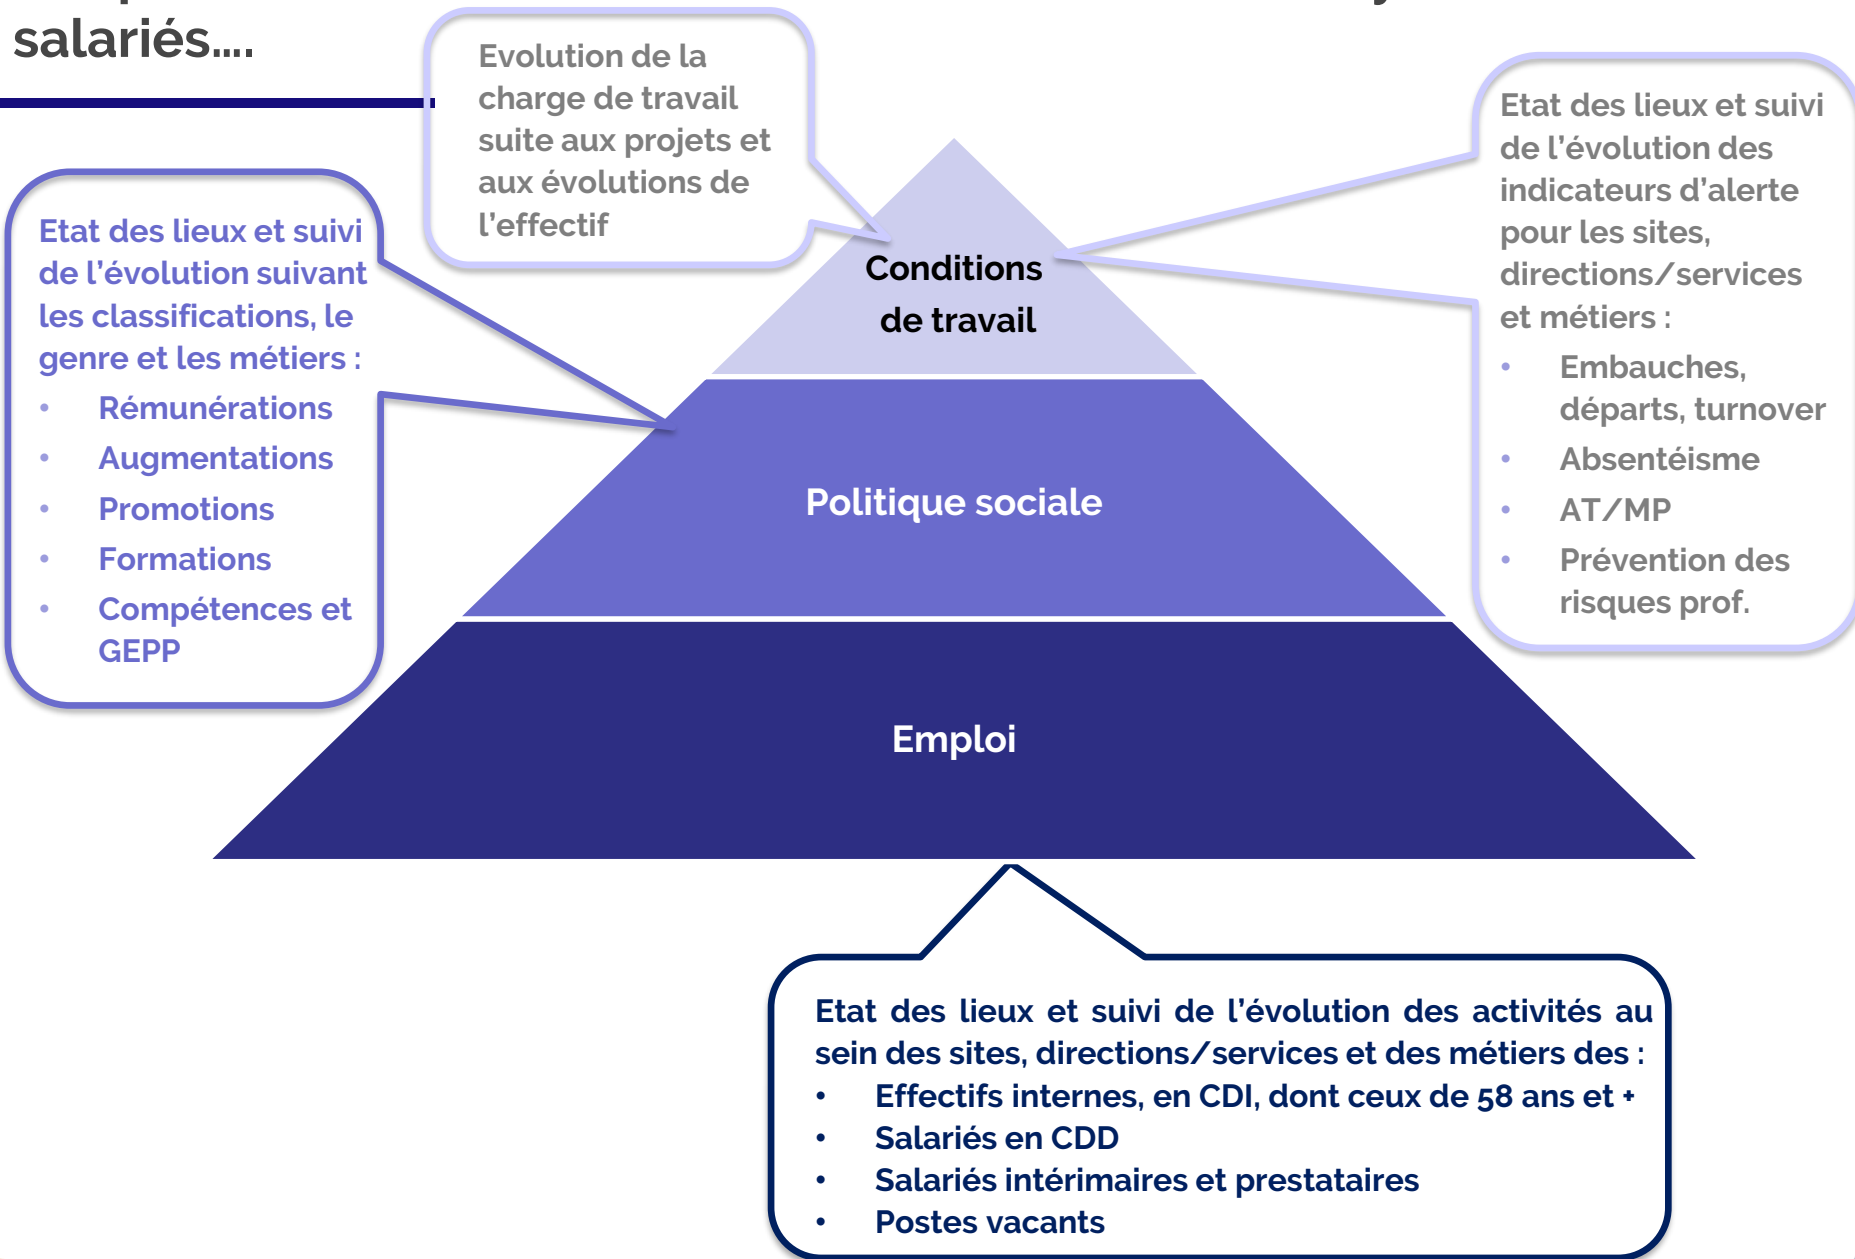 salariés....
Evolution de la
charge de travail
suite aux projets et
aux évolutions de
l’effectif
Etat des lieux et suivi
de l’évolution des
indicateurs d’alerte
pour les sites,
directions/services
et métiers :
• Embauches,
départs, turnover
• Absentéisme
• AT/MP
• Prévention des
risques prof.
Etat des lieux et suivi
de l’évolution suivant
les classifications, le
genre et les métiers :
• Rémunérations
• Augmentations
• Promotions
• Formations
• Compétences et
GEPP
Conditions
de travail
Politique sociale
Emploi
Etat des lieux et suivi de l’évolution des activités au
sein des sites, directions/services et des métiers des :
• Effectifs internes, en CDI, dont ceux de 58 ans et +
• Salariés en CDD
• Salariés intérimaires et prestataires
• Postes vacants